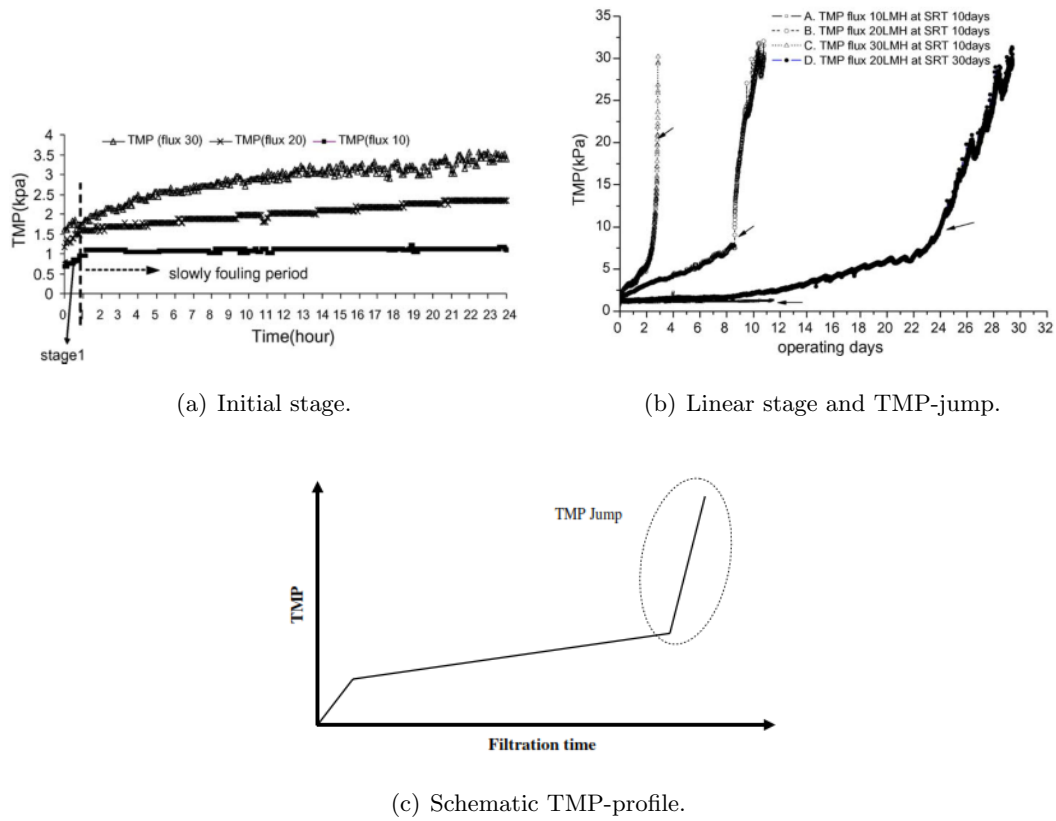 TMP (flux 30) TMP(flux 20) TMP(flux 10)
4
3.5
3
2.5
2
1.5
1
0.5
0
TMP(kpa)
slowly fouling period
0 1 2 3 4 5 6 7 8 9 10 11 12 13 14 15 16 17 18 19 20 21 22 23 24
Time(hour)
stage1
(a) Initial stage.
A. TMP flux 10LMH at SRT 10days
B. TMP flux 20LMH at SRT 10days
C. TMP flux 30LMH at SRT 10days
D. TMP flux 20LMH at SRT 30days
35
30
25
20
15
10
5
0
TMP(kPa)
0 2 4 6 8 10 12 14 16 18 20 22 24 26 28 30 32
operating days
(b) Linear stage and TMP-jump.
TMP Jump
TMP
Filtration time
(c) Schematic TMP-profile.